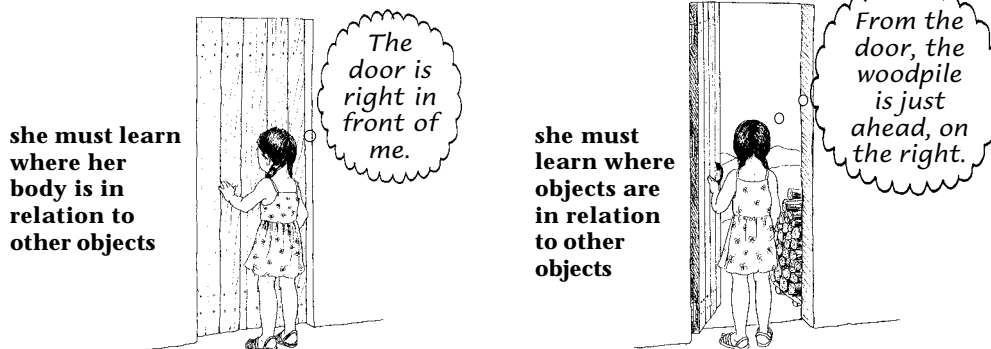 she must learn
where her
body is in
relation to
other objects
The
door is
right in
front of
me.
she must
learn where
objects are
in relation
to other
objects
From the
door, the
woodpile
is just
ahead, on
the right.